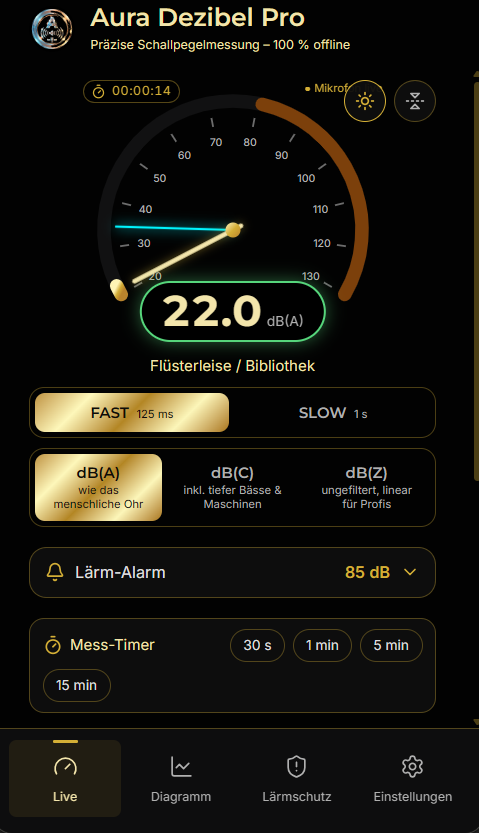 Aura Dezibel Pro
Präzise Schallpegelmessung – 100 % offline
00:00:14
20
30
40
50
60
70
80
90
100
110
120
130
22.0 dB(A)
Flüsterleise / Bibliothek
FAST 125 ms
SLOW 1 s
dB(A)
wie das
menschliche Ohr
dB(C)
inkl. tiefer Bässe &
Maschinen
dB(Z)
ungefiltert, linear
für Profis
Lärm-Alarm
85 dB
Mess-Timer
30 s
1 min
5 min
15 min
Live
Diagramm
Lärmschutz
Einstellungen